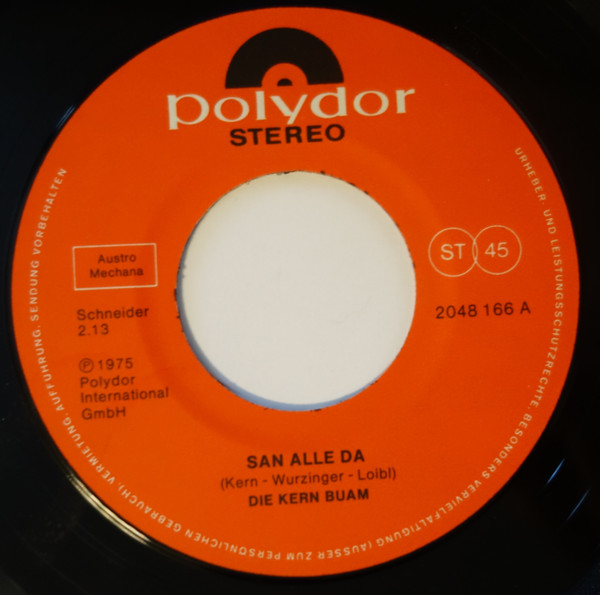 polydor
STEREO
Austro
Mechana
ST 45
Schneider
2.13
2048 166 A
℗ 1975
Polydor
International
GmbH
SAN ALLE DA
(Kern - Wurzinger - Loibl)
DIE KERN BUAM
URHEBER- UND LEISTUNGSSCHUTZRECHTE, BESONDERS VERVIELFÄLTIGUNG (AUSSER ZUM PERSÖNLICHEN GEBRAUCH), VERMIETUNG, AUFFÜHRUNG, SENDUNG VORBEHALTEN